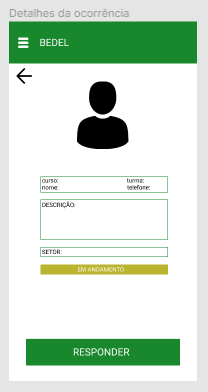 Detalhes da ocorrência
BEDEL
curso: turma:
nome: telefone:
DESCRIÇÃO:
SETOR:
EM ANDAMENTO
RESPONDER